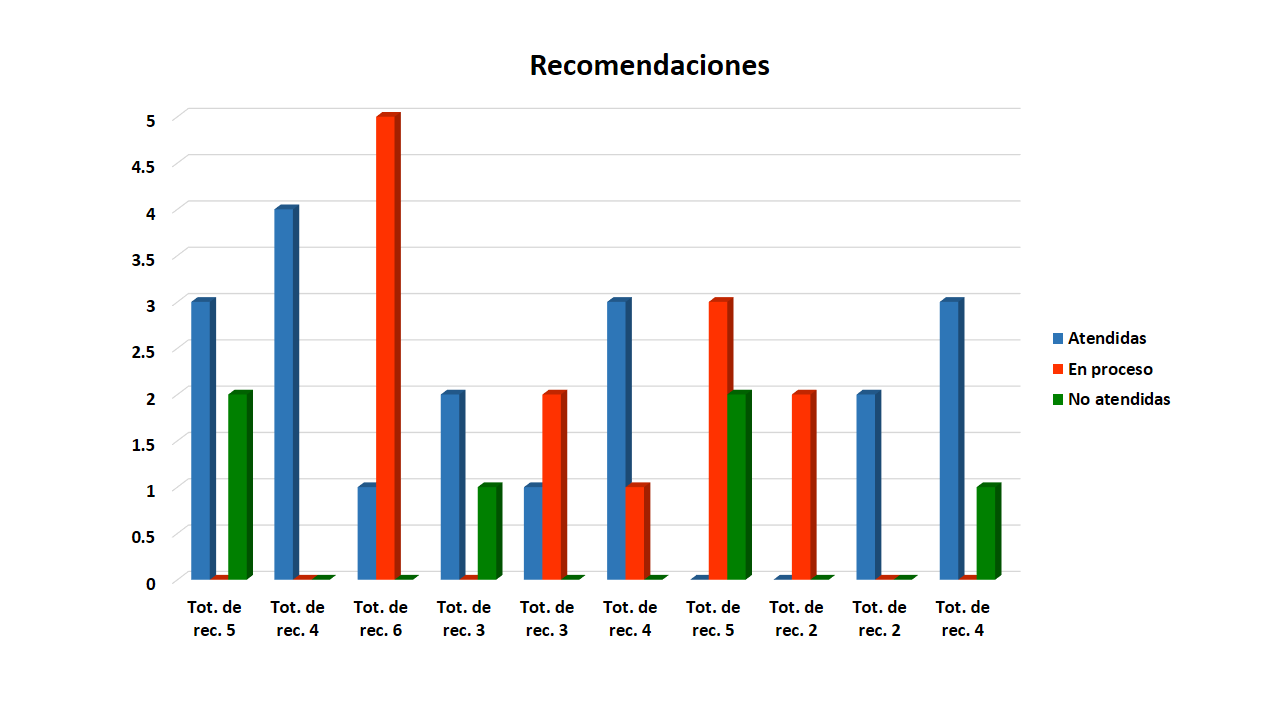 Recomendaciones
5
4.5
4
3.5
3
2.5
2
1.5
1
0.5
0
Tot. de rec. 5
Tot. de rec. 4
Tot. de rec. 6
Tot. de rec. 3
Tot. de rec. 3
Tot. de rec. 4
Tot. de rec. 5
Tot. de rec. 2
Tot. de rec. 2
Tot. de rec. 4
Atendidas
En proceso
No atendidas